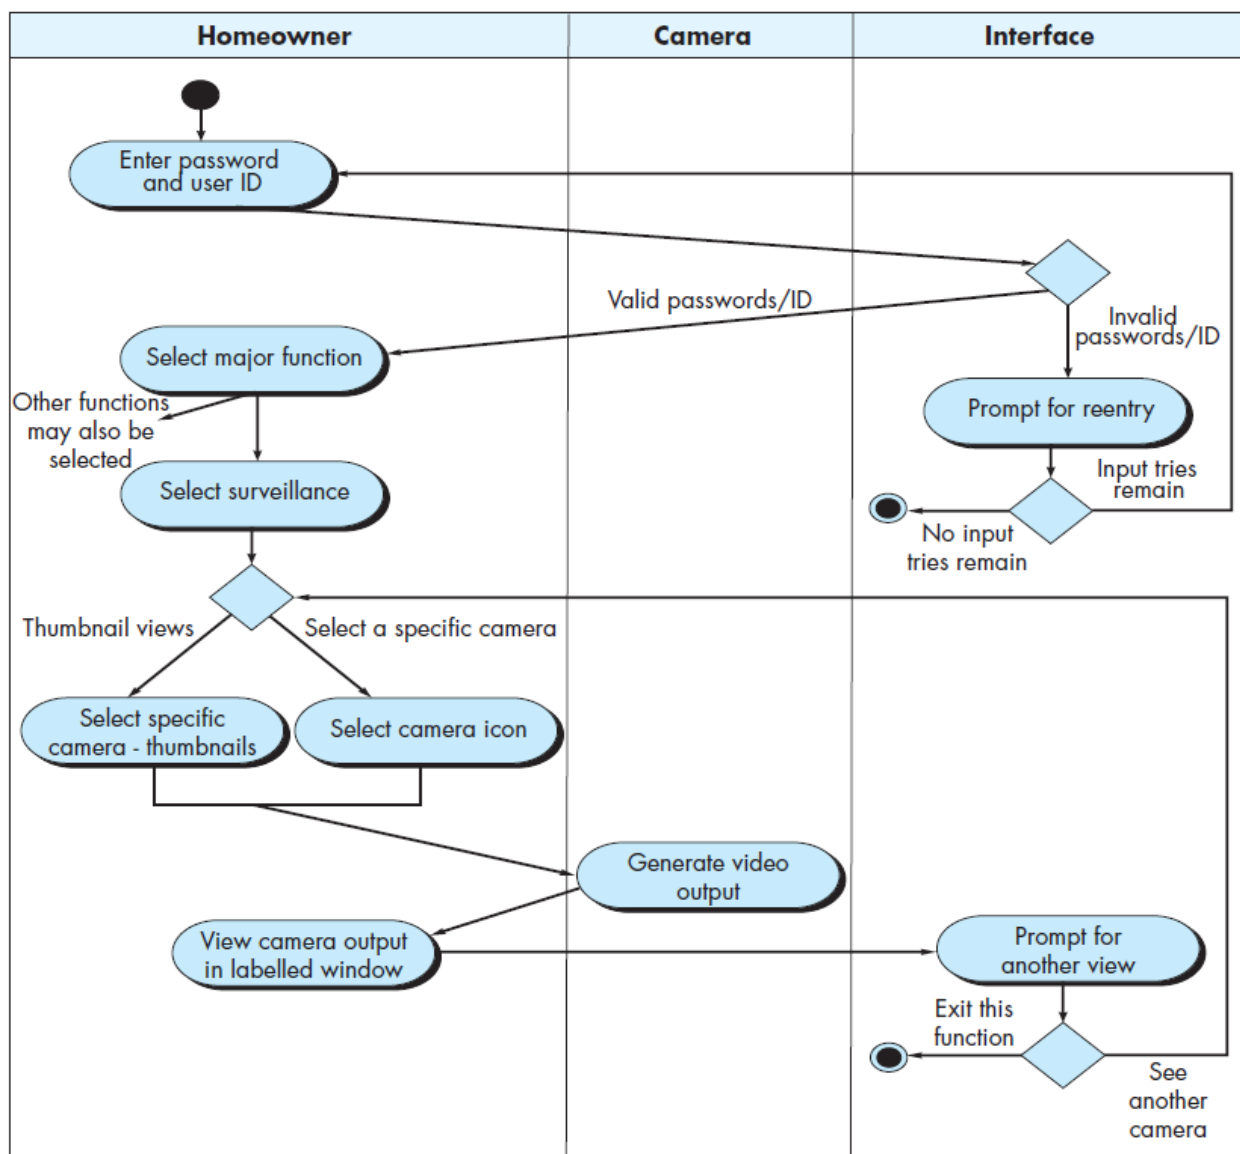 Homeowner
Camera
Interface
Enter password
and user ID
Valid passwords/ID
Invalid
passwords/ID
Select major function
Other functions
may also be
selected
Prompt for reentry
Input tries
remain
No input
tries remain
Select surveillance
Thumbnail views
Select a specific camera
Select specific
camera - thumbnails
Select camera icon
Generate video
output
View camera output
in labelled window
Prompt for
another view
Exit this
function
See
another
camera